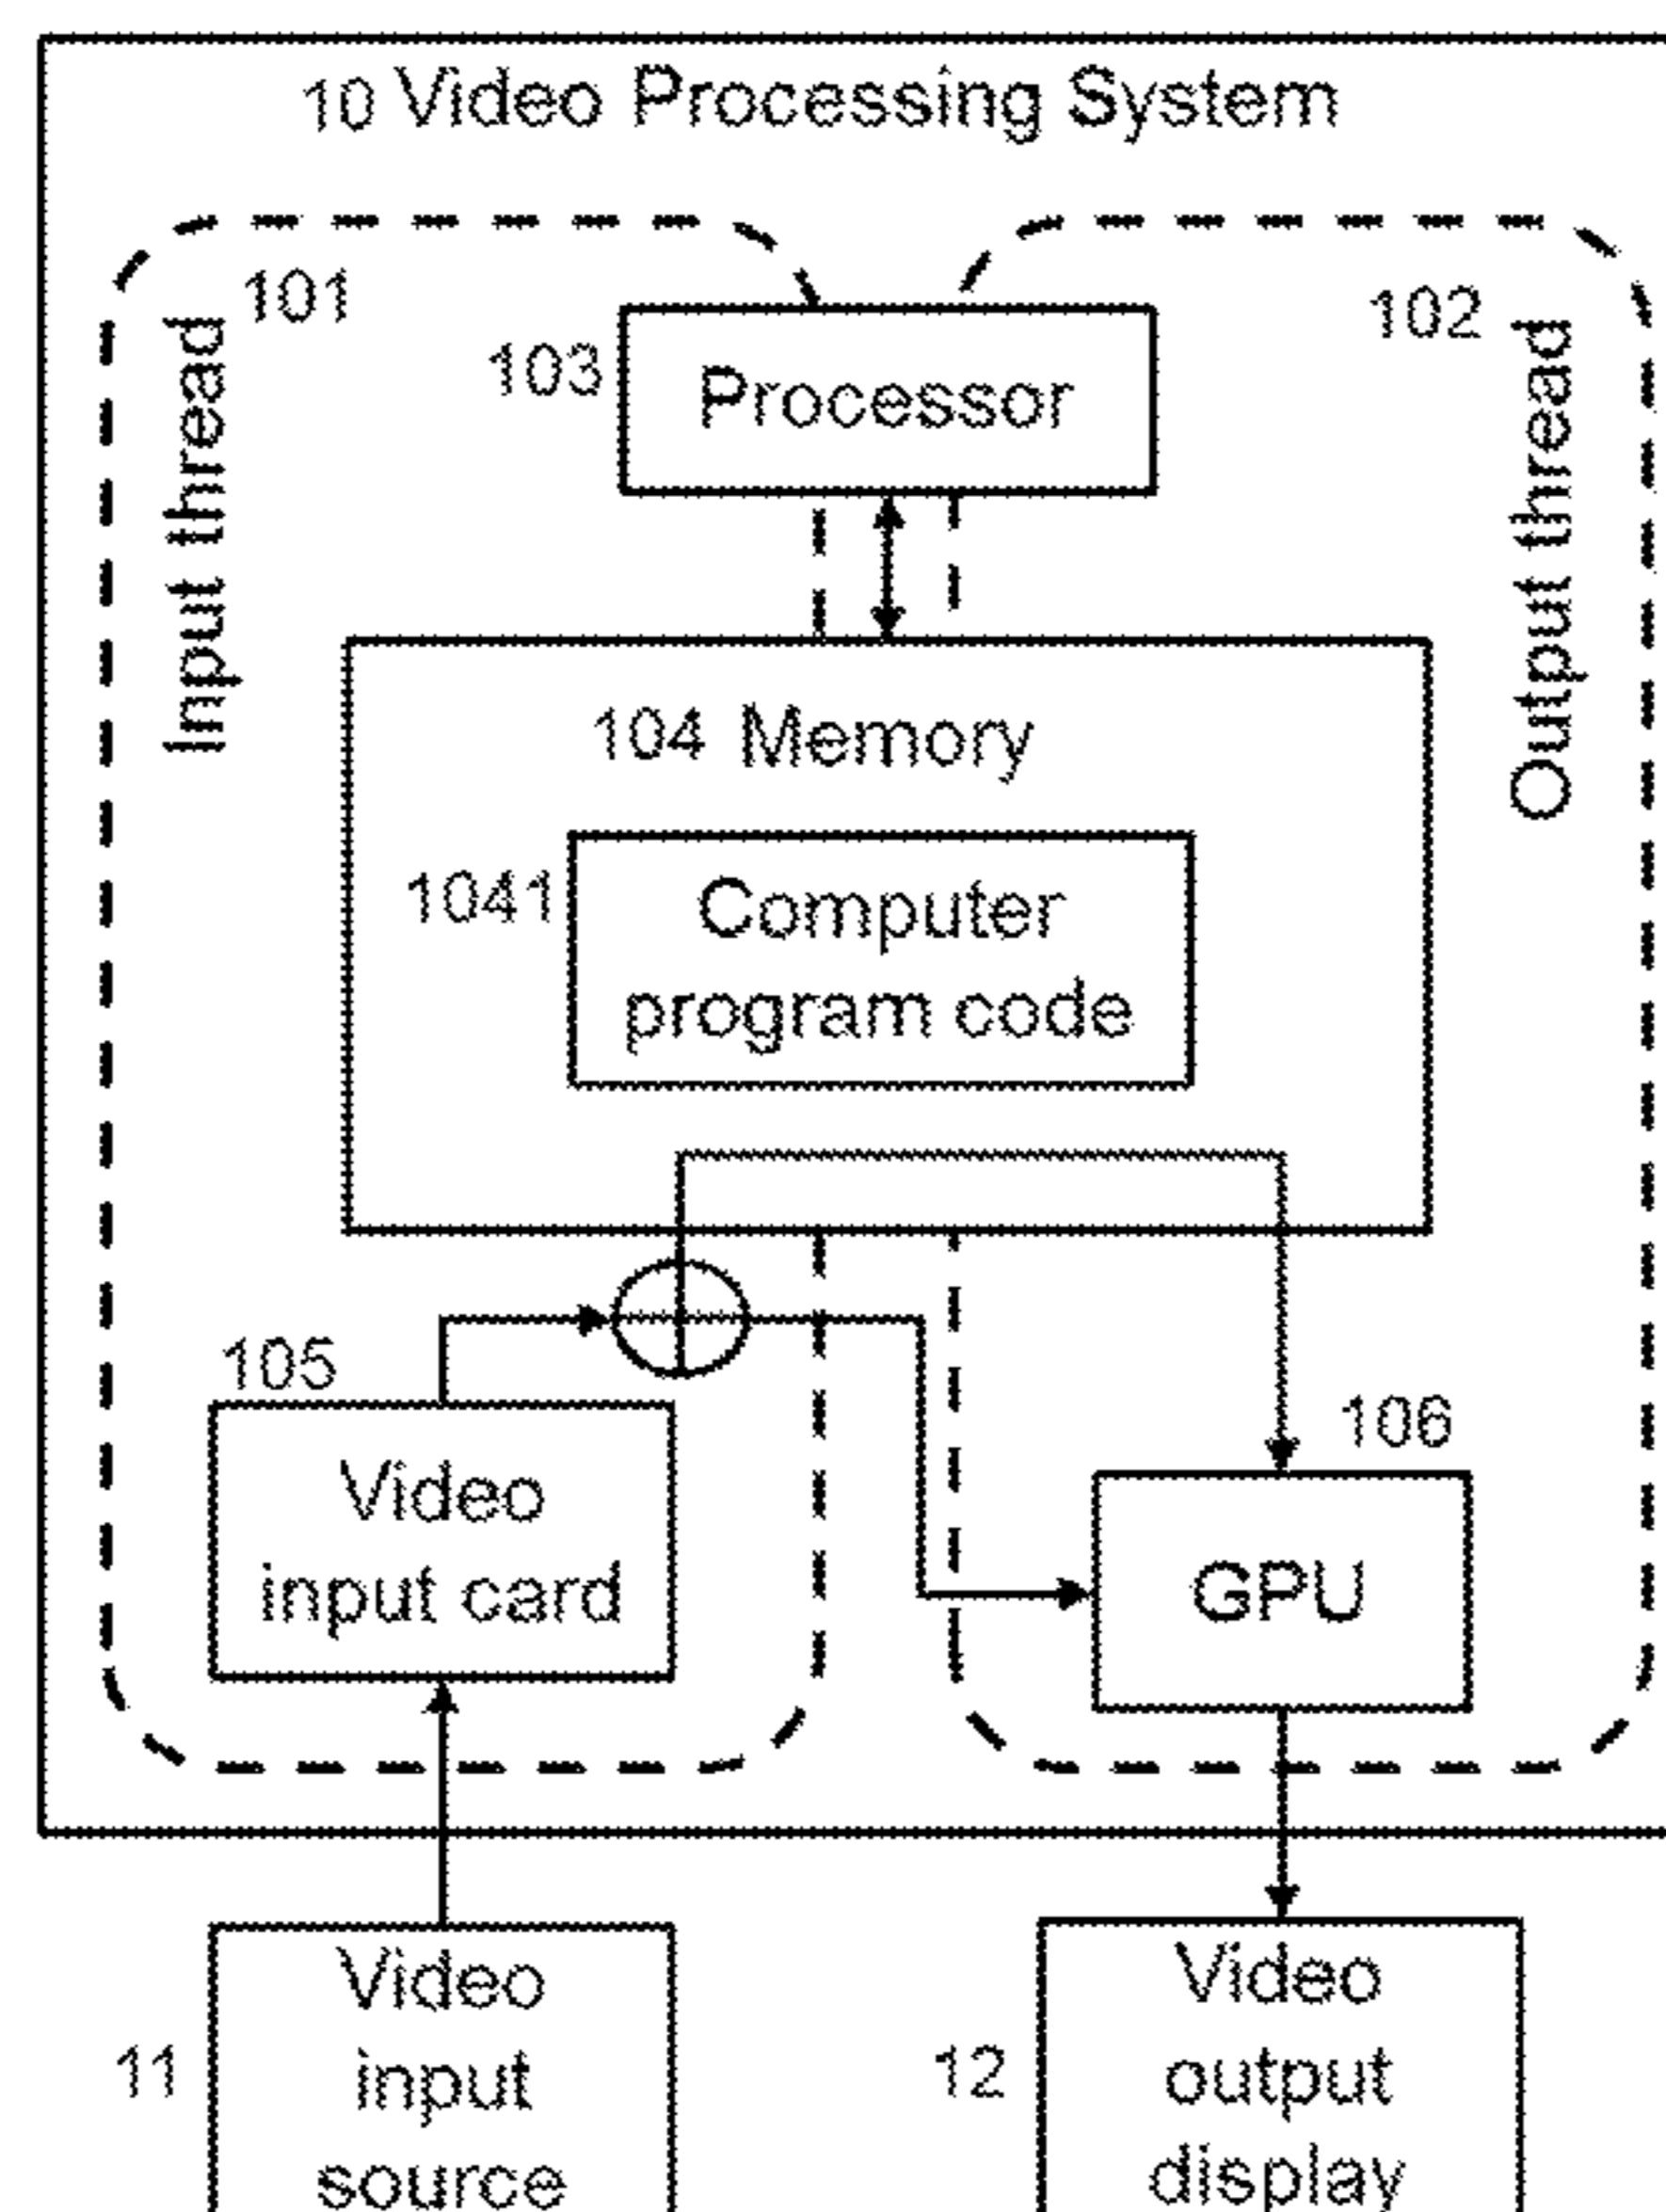 10 Video Processing System
101
Input thread
102
Output thread
103
Processor
104 Memory
1041
Computer
program code
105
Video
input card
106
GPU
11
Video
input
source
12
Video
output
display